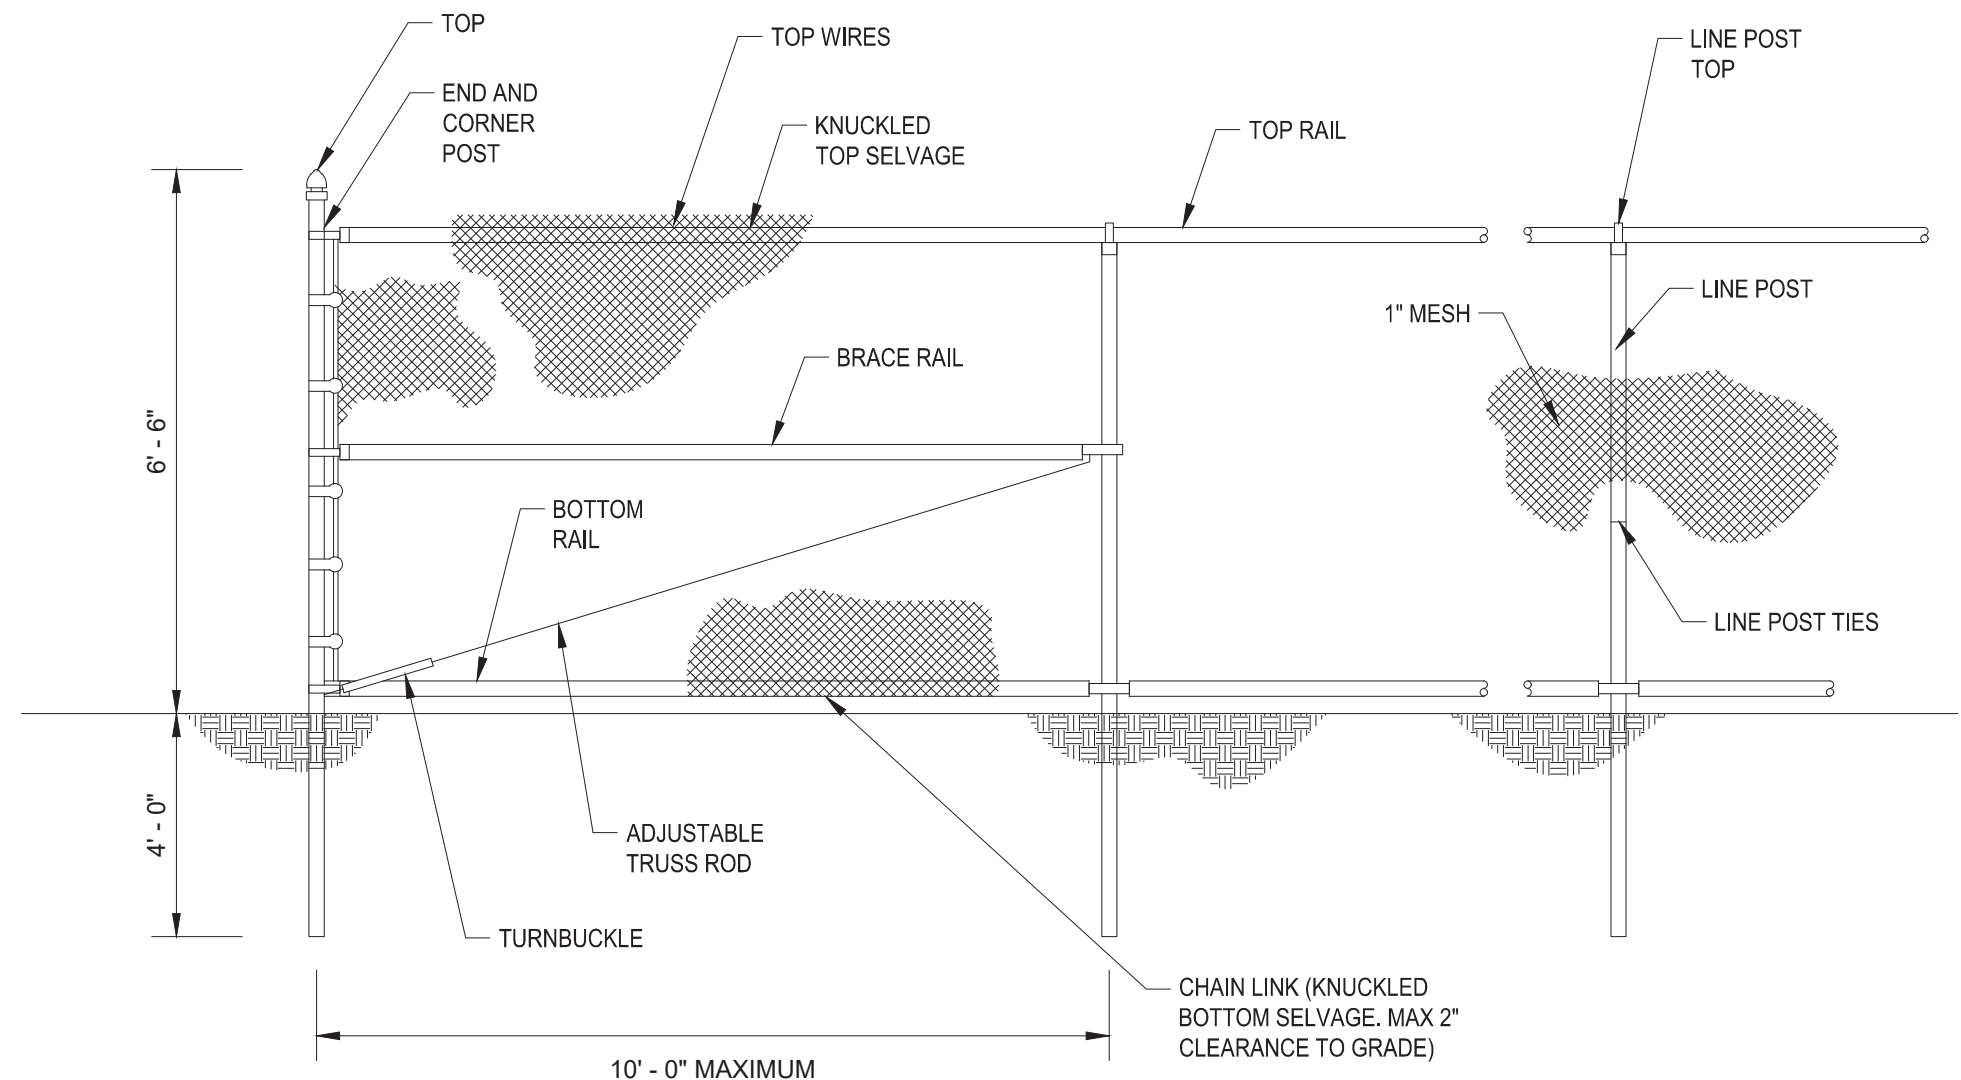 TOP
TOP WIRES
LINE POST
TOP
END AND
CORNER
POST
KNUCKLED
TOP SELVAGE
TOP RAIL
LINE POST
1" MESH
BRACE RAIL
6' - 6"
BOTTOM
RAIL
LINE POST TIES
4' - 0"
ADJUSTABLE
TRUSS ROD
TURNBUCKLE
CHAIN LINK (KNUCKLED
BOTTOM SELVAGE. MAX 2"
CLEARANCE TO GRADE)
10' - 0" MAXIMUM